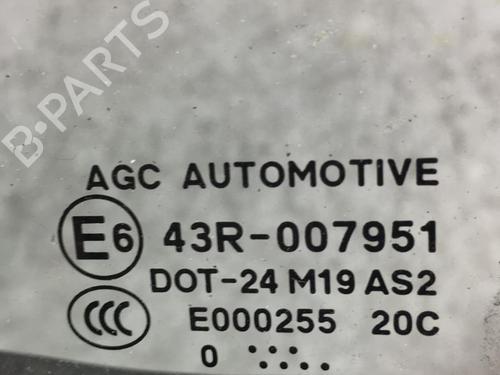 B-PARTS
AGC AUTOMOTIVE
E6 43R-007951
DOT-24 M19 AS2
CCC E000255 20C
0 .:.:.